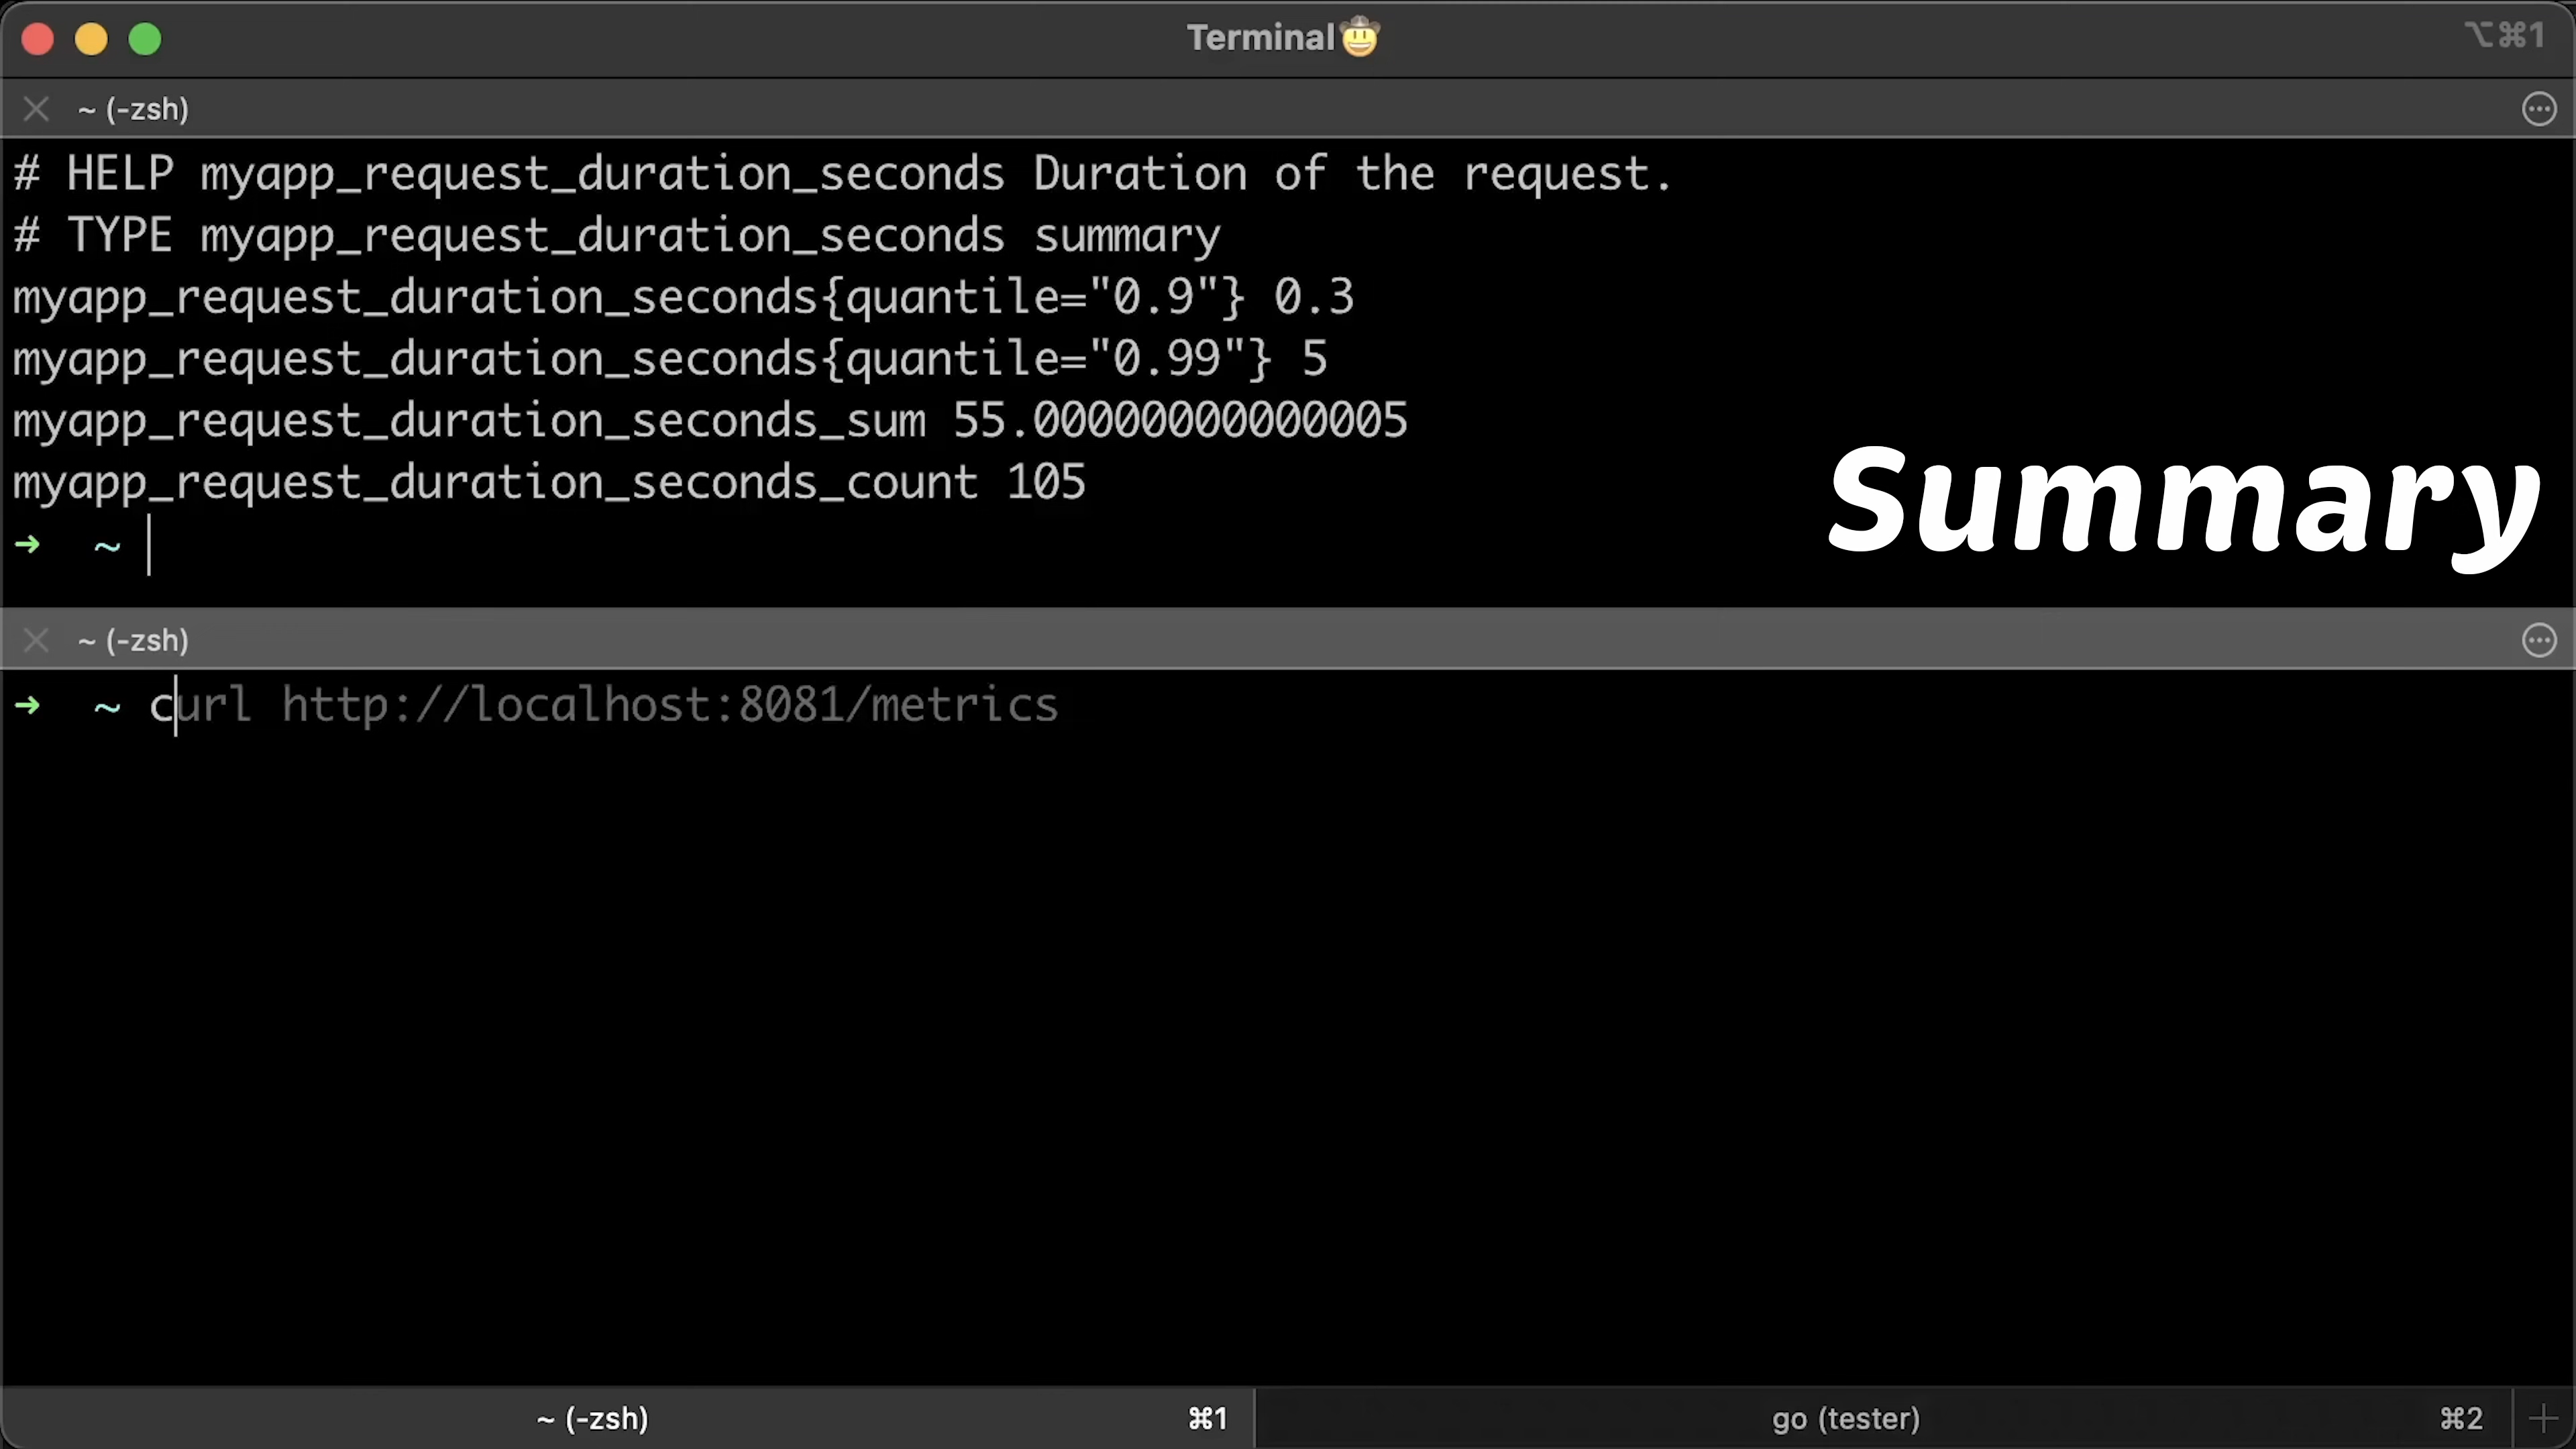 Terminal🤠
⌥⌘1
~ (-zsh)
# HELP myapp_request_duration_seconds Duration of the request.
# TYPE myapp_request_duration_seconds summary
myapp_request_duration_seconds{quantile="0.9"} 0.3
myapp_request_duration_seconds{quantile="0.99"} 5
myapp_request_duration_seconds_sum 55.00000000000005
myapp_request_duration_seconds_count 105
➜ ~
Summary
~ (-zsh)
➜ ~ curl http://localhost:8081/metrics
~ (-zsh) ⌘1
go (tester) ⌘2